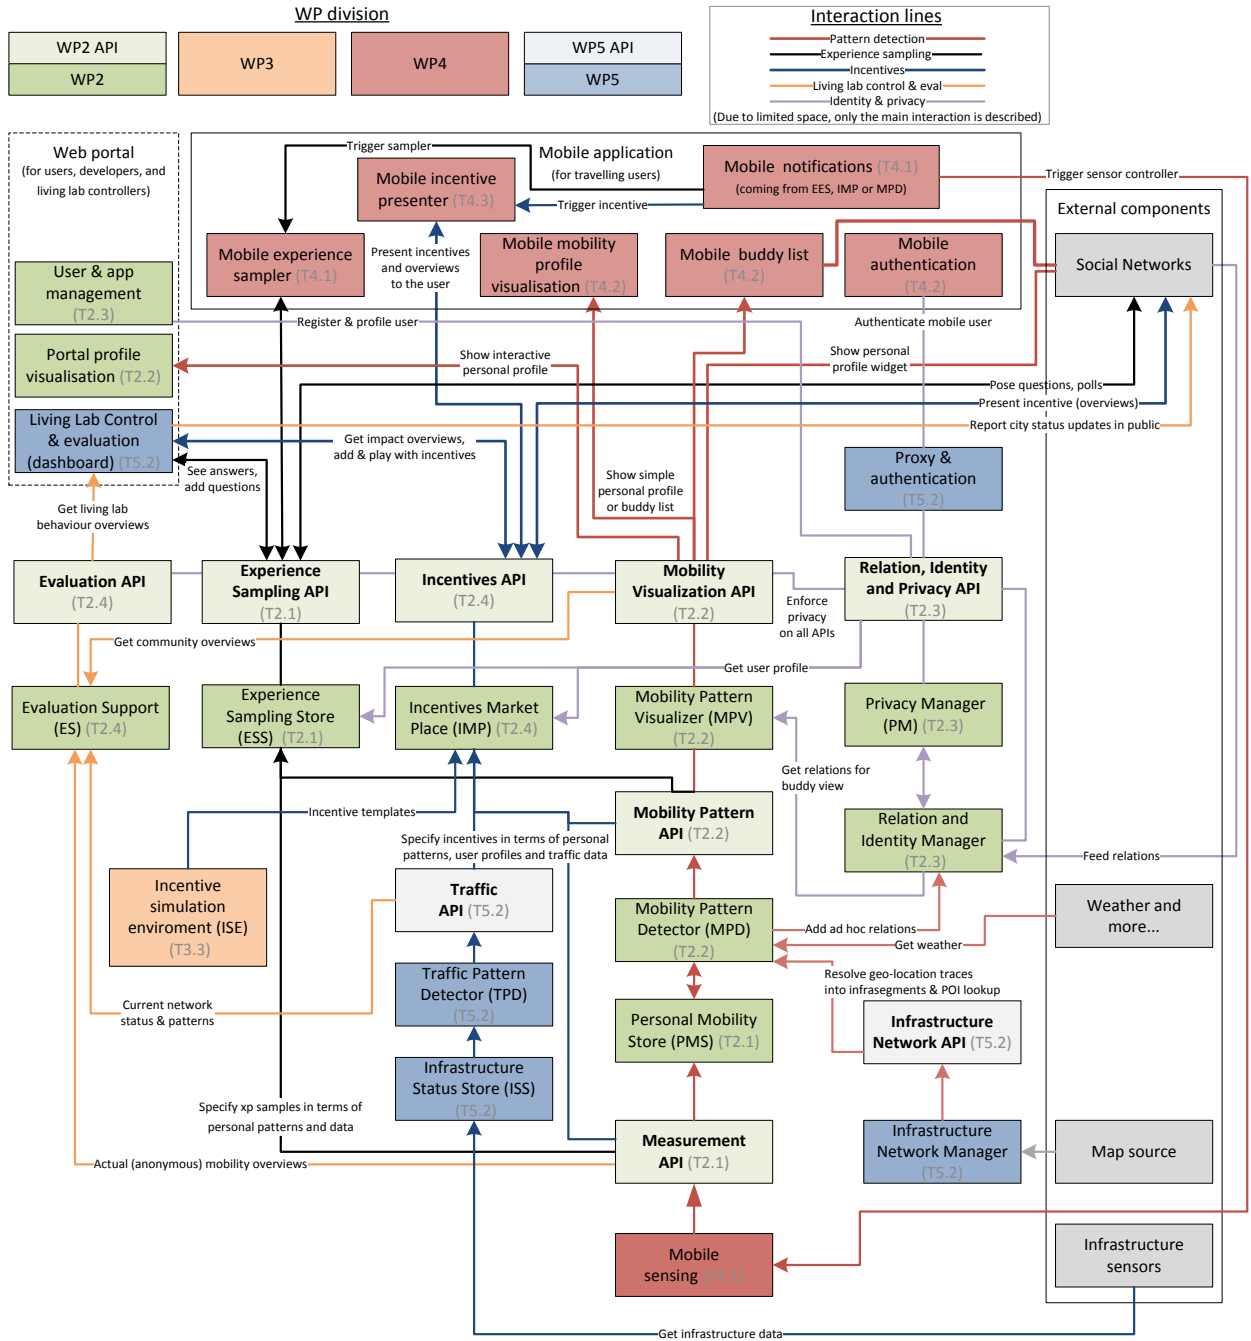 WP division
WP2 API
WP2
WP3
WP4
WP5 API
WP5
Interaction lines
Pattern detection
Experience sampling
Incentives
Living lab control & eval
Identity & privacy
(Due to limited space, only the main interaction is described)
Web portal
(for users, developers, and
living lab controllers)
Trigger sampler
Mobile application
(for travelling users)
Mobile notifications (T4.1)
(coming from EES, IMP or MPD)
Trigger sensor controller
Mobile incentive
presenter (T4.3)
Trigger incentive
External components
Mobile experience
sampler (T4.1)
Present incentives
and overviews
to the user
Mobile mobility
profile
visualisation (T4.2)
Mobile buddy list
(T4.2)
Mobile
authentication
(T4.2)
Social Networks
User & app
management
(T2.3)
Register & profile user
Authenticate mobile user
Portal profile
visualisation (T2.2)
Show interactive
personal profile
Show personal
profile widget
Pose questions, polls
Present incentive (overviews)
Living Lab Control
& evaluation
(dashboard) (T5.2)
Report city status updates in public
Get impact overviews,
add & play with incentives
See answers,
add questions
Show simple
personal profile
or buddy list
Proxy &
authentication
(T5.2)
Get living lab
behaviour overviews
Evaluation API
(T2.4)
Experience
Sampling API
(T2.1)
Incentives API
(T2.4)
Mobility
Visualization API
(T2.2)
Relation, Identity
and Privacy API
(T2.3)
Enforce
privacy
on all APIs
Get community overviews
Get user profile
Evaluation Support
(ES) (T2.4)
Experience
Sampling Store
(ESS) (T2.1)
Incentives Market
Place (IMP) (T2.4)
Mobility Pattern
Visualizer (MPV)
(T2.2)
Privacy Manager
(PM) (T2.3)
Get relations for
buddy view
Incentive templates
Mobility Pattern
API (T2.2)
Relation and
Identity Manager
(T2.3)
Specify incentives in terms of personal
patterns, user profiles and traffic data
Feed relations
Incentive
simulation
enviroment (ISE)
(T3.3)
Traffic
API (T5.2)
Mobility Pattern
Detector (MPD)
(T2.2)
Add ad hoc relations
Get weather
Weather and
more...
Resolve geo-location traces
into infrasegments & POI lookup
Traffic Pattern
Detector (TPD)
(T5.2)
Current network
status & patterns
Personal Mobility
Store (PMS) (T2.1)
Infrastructure
Network API (T5.2)
Infrastructure
Status Store (ISS)
(T5.2)
Specify xp samples in terms of
personal patterns and data
Measurement
API (T2.1)
Infrastructure
Network Manager
(T5.2)
Map source
Actual (anonymous) mobility overviews
Mobile
sensing (T4.1)
Infrastructure
sensors
Get infrastructure data